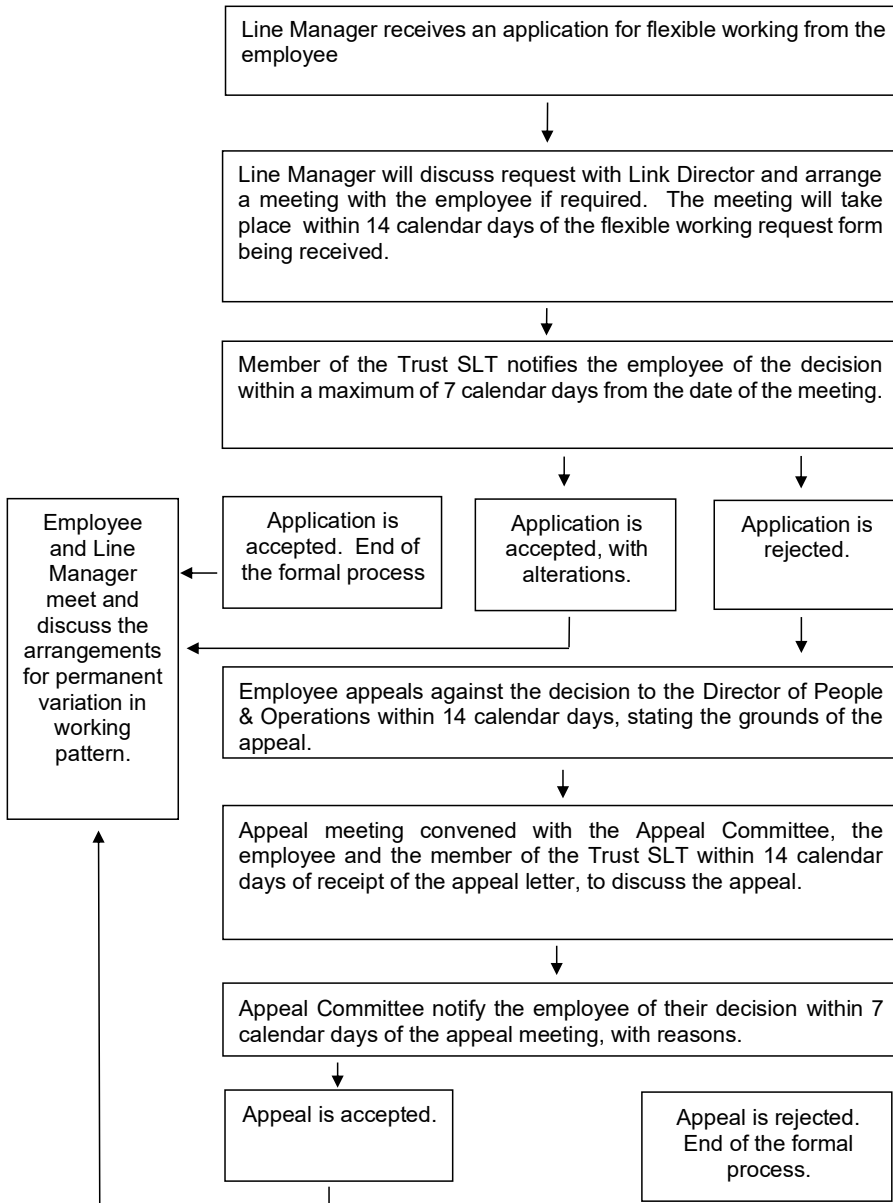 Line Manager receives an application for flexible working from the
employee
Line Manager will discuss request with Link Director and arrange
a meeting with the employee if required. The meeting will take
place within 14 calendar days of the flexible working request form
being received.
Member of the Trust SLT notifies the employee of the decision
within a maximum of 7 calendar days from the date of the meeting.
Employee
and Line
Manager
meet and
discuss the
arrangements
for permanent
variation in
working
pattern.
Application is
accepted. End of
the formal process
Application is
accepted, with
alterations.
Application is
rejected.
Employee appeals against the decision to the Director of People
& Operations within 14 calendar days, stating the grounds of the
appeal.
Appeal meeting convened with the Appeal Committee, the
employee and the member of the Trust SLT within 14 calendar
days of receipt of the appeal letter, to discuss the appeal.
Appeal Committee notify the employee of their decision within 7
calendar days of the appeal meeting, with reasons.
Appeal is accepted.
Appeal is rejected.
End of the formal
process.